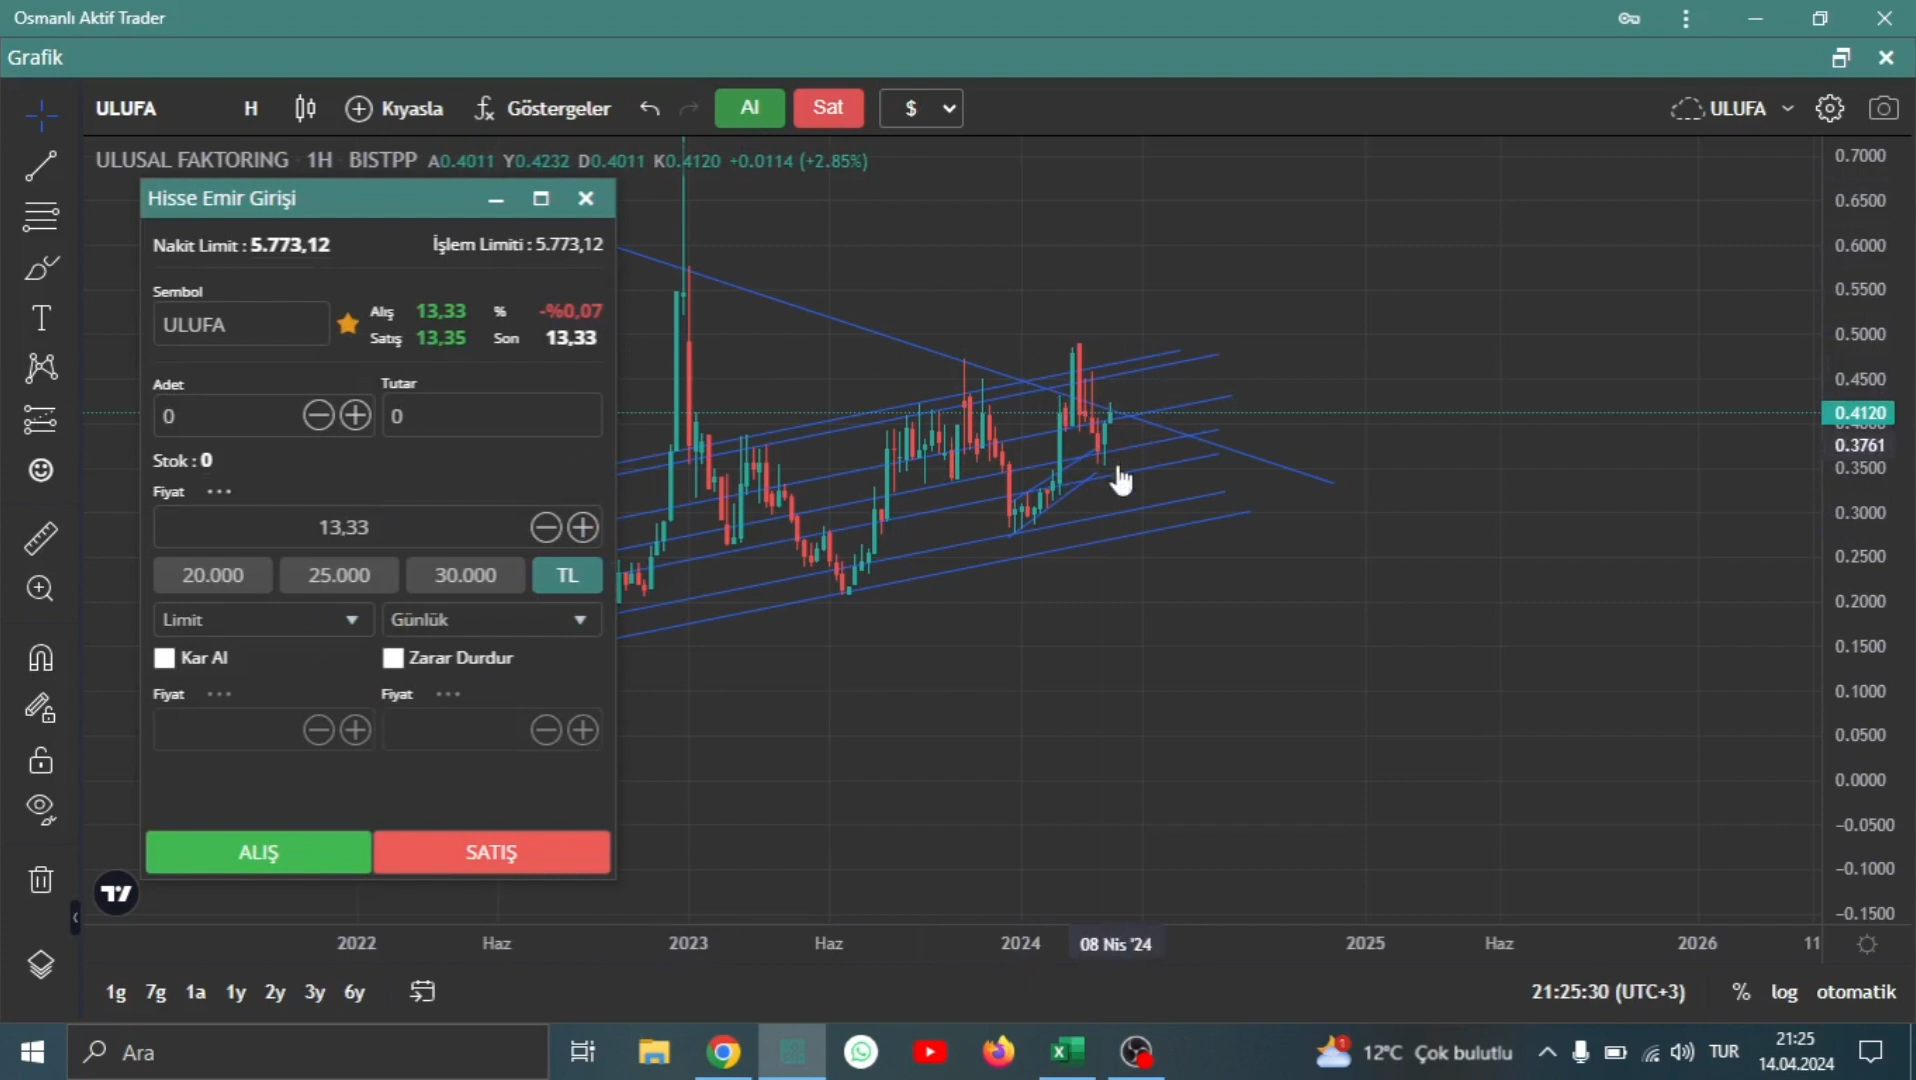 Osmanlı Aktif Trader
Grafik
ULUFA H Kıyasla Göstergeler Al Sat $ ULUFA
ULUSAL FAKTORING 1H BISTPP A0.4011 Y0.4232 D0.4011 K0.4120 +0.0114 (+2.85%)
Hisse Emir Girişi
Nakit Limit : 5.773,12 İşlem Limiti : 5.773,12
Sembol
ULUFA
Alış 13,33 % -%0,07
Satış 13,35 Son 13,33
Adet Tutar
0 0
Stok : 0
Fiyat
13,33
20.000 25.000 30.000 TL
Limit Günlük
Kar Al Zarar Durdur
Fiyat Fiyat
ALIŞ SATIŞ
0.7000
0.6500
0.6000
0.5500
0.5000
0.4500
0.4120
0.3761
0.3500
0.3000
0.2500
0.2000
0.1500
0.1000
0.0500
0.0000
−0.0500
−0.1000
−0.1500
2022 Haz 2023 Haz 2024 08 Nis '24 2025 Haz 2026 11
1g 7g 1a 1y 2y 3y 6y 21:25:30 (UTC+3) % log otomatik
Ara 1 12°C Çok bulutlu TUR 21:25
14.04.2024